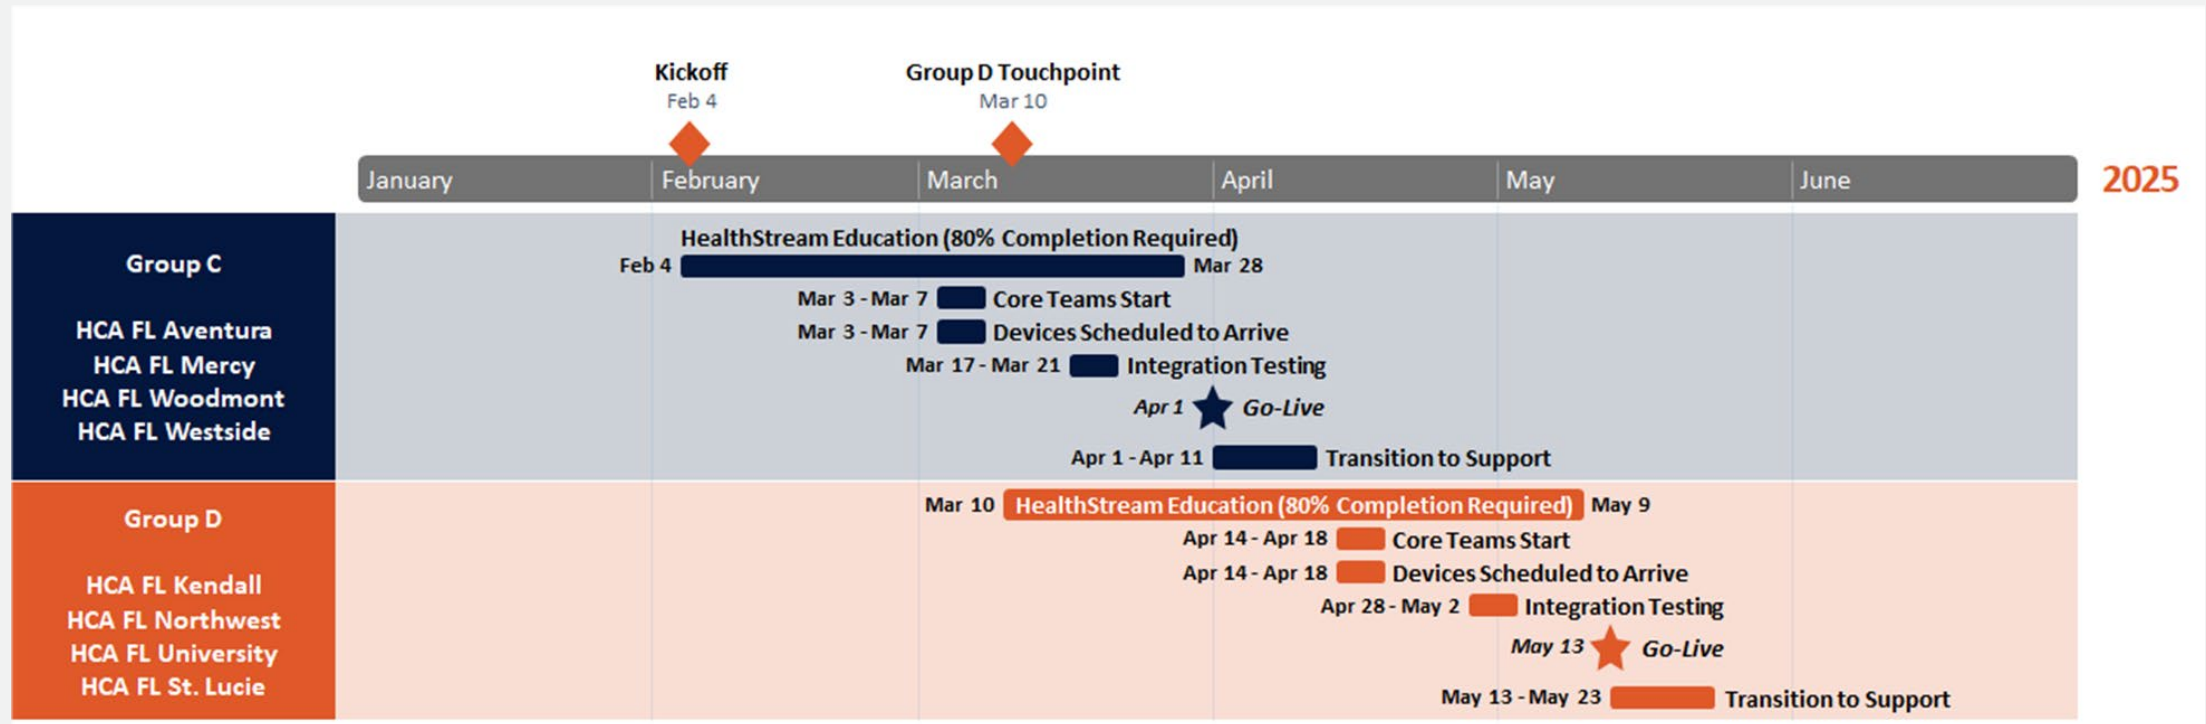 Kickoff
Feb 4
Group D Touchpoint
Mar 10
January February March April May June 2025
Group C
HCA FL Aventura
HCA FL Mercy
HCA FL Woodmont
HCA FL Westside
HealthStream Education (80% Completion Required)
Feb 4 Mar 28
Mar 3 - Mar 7 Core Teams Start
Mar 3 - Mar 7 Devices Scheduled to Arrive
Mar 17 - Mar 21 Integration Testing
Apr 1 Go-Live
Apr 1 - Apr 11 Transition to Support
Group D
HCA FL Kendall
HCA FL Northwest
HCA FL University
HCA FL St. Lucie
Mar 10 HealthStream Education (80% Completion Required) May 9
Apr 14 - Apr 18 Core Teams Start
Apr 14 - Apr 18 Devices Scheduled to Arrive
Apr 28 - May 2 Integration Testing
May 13 Go-Live
May 13 - May 23 Transition to Support